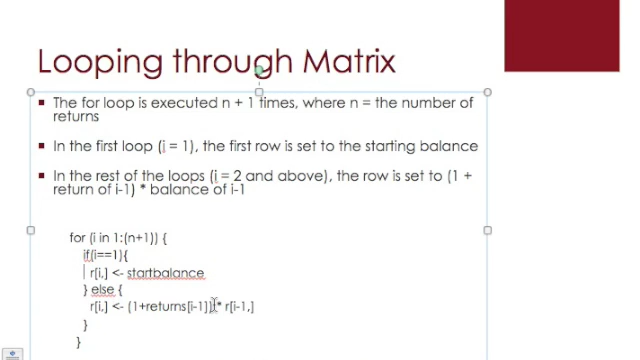 Looping through Matrix
The for loop is executed n + 1 times, where n = the number of
returns
In the first loop (i = 1), the first row is set to the starting balance
In the rest of the loops (i = 2 and above), the row is set to (1 +
return of i-1) * balance of i-1
for (i in 1:(n+1)) {
if(i==1){
r[i,] <- startbalance
} else {
r[i,] <- (1+returns[i-1])* r[i-1,]
}
}